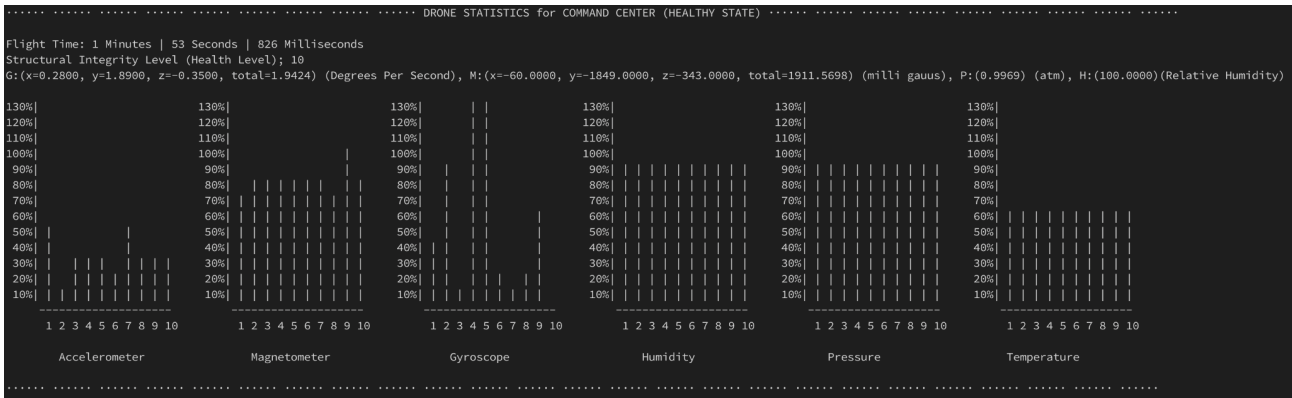 DRONE STATISTICS for COMMAND CENTER (HEALTHY STATE)
Flight Time: 1 Minutes | 53 Seconds | 826 Milliseconds
Structural Integrity Level (Health Level); 10
G:(x=0.2800, y=1.8900, z=-0.3500, total=1.9424) (Degrees Per Second), M:(x=-60.0000, y=-1849.0000, z=-343.0000, total=1911.5698) (milli gauus), P:(0.9969) (atm), H:(100.0000)(Relative Humidity)
130%| 130%| 130%| 130%| 130%| 130%|
120%| 120%| 120%| 120%| 120%| 120%|
110%| 110%| 110%| 110%| 110%| 110%|
100%| 100%| 100%| 100%| 100%| 100%|
90%| 90%| 90%| 90%| 90%| 90%|
80%| 80%| 80%| 80%| 80%| 80%|
70%| 70%| 70%| 70%| 70%| 70%|
60%| 60%| 60%| 60%| 60%| 60%|
50%| 50%| 50%| 50%| 50%| 50%|
40%| 40%| 40%| 40%| 40%| 40%|
30%| 30%| 30%| 30%| 30%| 30%|
20%| 20%| 20%| 20%| 20%| 20%|
10%| 10%| 10%| 10%| 10%| 10%|
1 2 3 4 5 6 7 8 9 10 1 2 3 4 5 6 7 8 9 10 1 2 3 4 5 6 7 8 9 10 1 2 3 4 5 6 7 8 9 10 1 2 3 4 5 6 7 8 9 10 1 2 3 4 5 6 7 8 9 10
Accelerometer Magnetometer Gyroscope Humidity Pressure Temperature